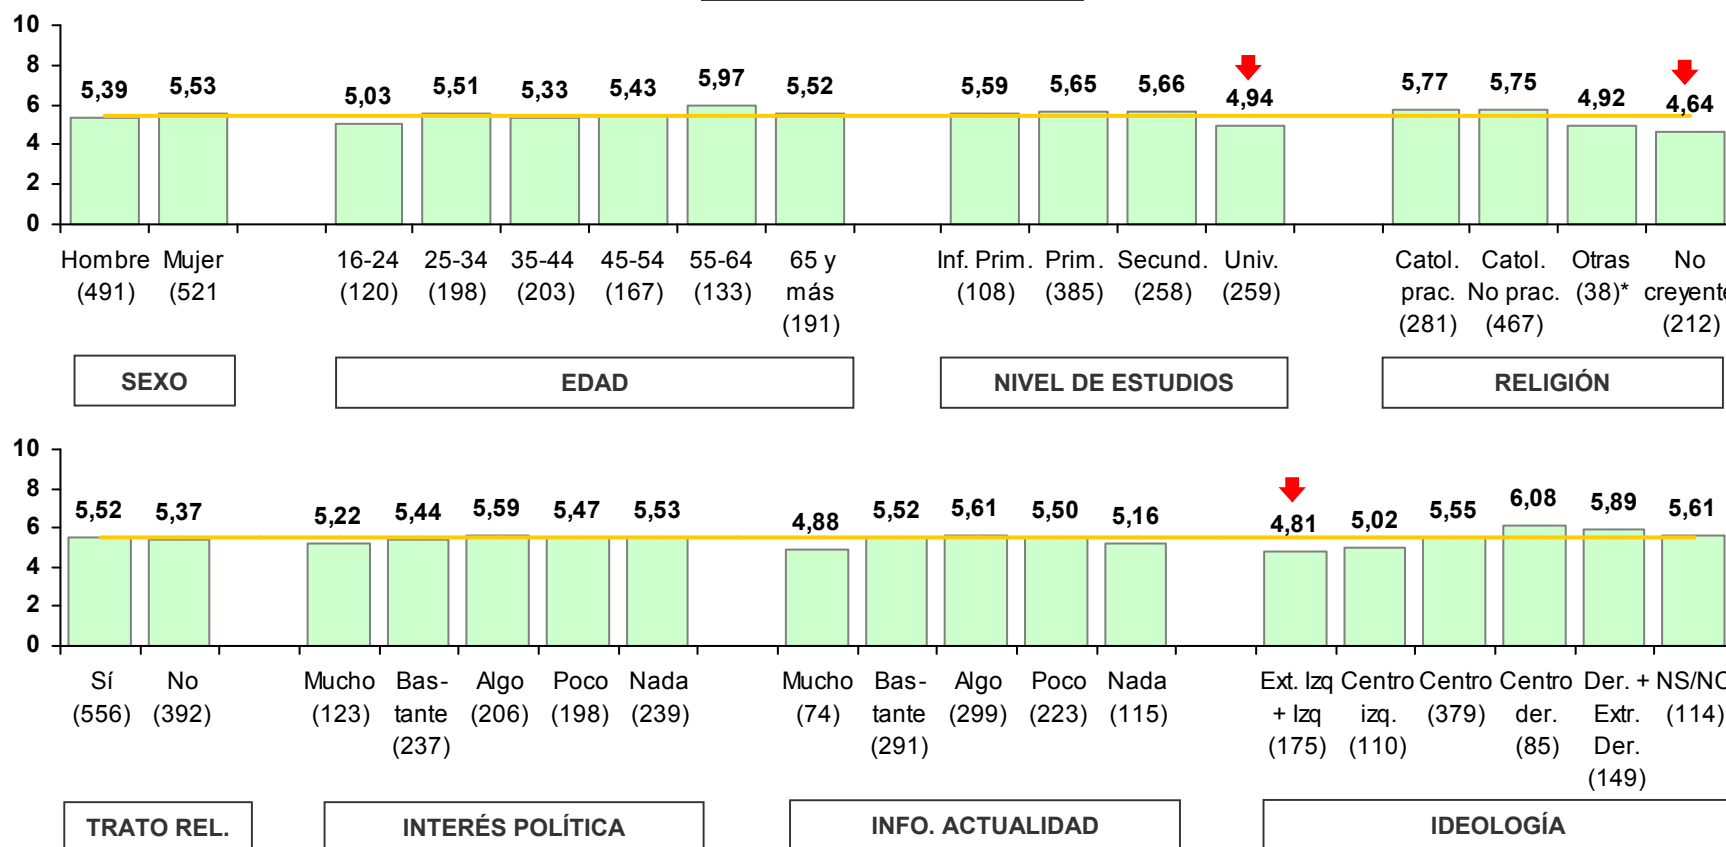 10
8
6
4
2
0
5,39 5,53 5,03 5,51 5,33 5,43 5,97 5,52 5,59 5,65 5,66 4,94 5,77 5,75 4,92 4,64
Hombre Mujer 16-24 25-34 35-44 45-54 55-64 65 y Inf. Prim. Prim. Secund. Univ. Catol. Catol. Otras No
(491) (521 (120) (198) (203) (167) (133) más (108) (385) (258) (259) prac. No prac. (38)* creyente
(191) (281) (467) (212)
SEXO EDAD NIVEL DE ESTUDIOS RELIGIÓN
10
8
6
4
2
0
5,52 5,37 5,22 5,44 5,59 5,47 5,53 4,88 5,52 5,61 5,50 5,16 4,81 5,02 5,55 6,08 5,89 5,61
Sí No Mucho Bas- Algo Poco Nada Mucho Bas- Algo Poco Nada Ext. Izq Centro Centro Centro Der. + NS/NC
(556) (392) (123) tante (206) (198) (239) (74) tante (299) (223) (115) + Izq izq. (379) der. Extr. (114)
(237) (291) (175) (110) (85) Der.
(149)
TRATO REL. INTERÉS POLÍTICA INFO. ACTUALIDAD IDEOLOGÍA